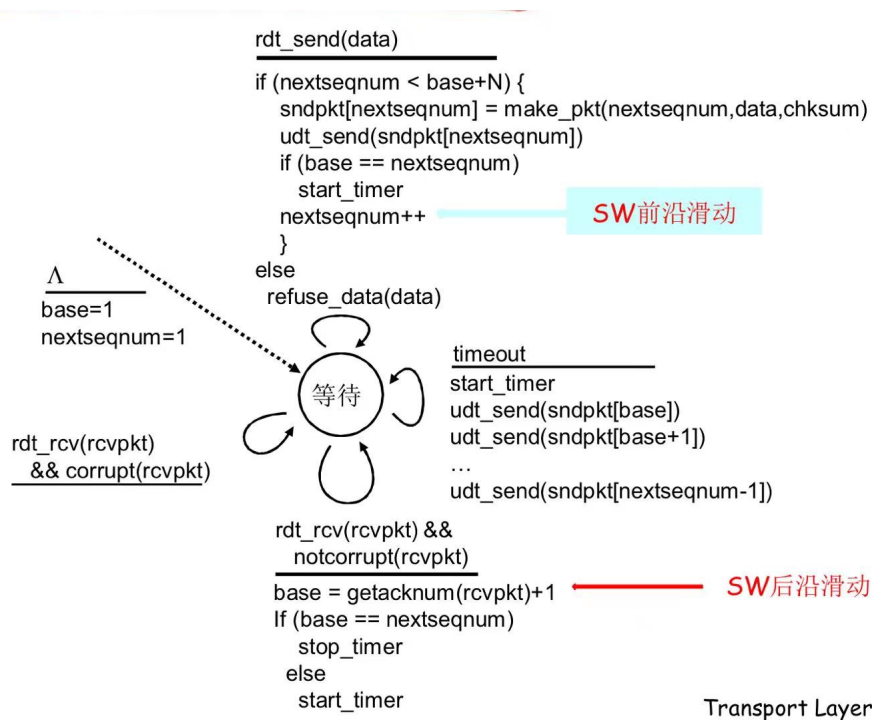 rdt_send(data)
if (nextseqnum < base+N) {
sndpkt[nextseqnum] = make_pkt(nextseqnum,data,chksum)
udt_send(sndpkt[nextseqnum])
if (base == nextseqnum)
start_timer
nextseqnum++
SW前沿滑动
}
else
refuse_data(data)
Λ
base=1
nextseqnum=1
等待
timeout
start_timer
udt_send(sndpkt[base])
udt_send(sndpkt[base+1])
…
udt_send(sndpkt[nextseqnum-1])
rdt_rcv(rcvpkt)
&& corrupt(rcvpkt)
rdt_rcv(rcvpkt) &&
notcorrupt(rcvpkt)
base = getacknum(rcvpkt)+1
SW后沿滑动
If (base == nextseqnum)
stop_timer
else
start_timer
Transport Layer